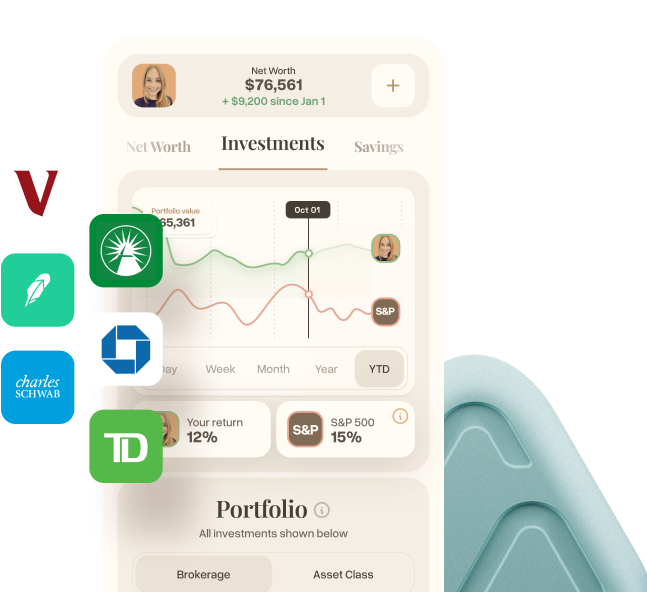 Net Worth
$76,561
+ $9,200 since Jan 1
+
Net Worth
Investments
Savings
Portfolio value
65,361
Oct 01
V
S&P
charles
SCHWAB
Day
Week
Month
Year
YTD
Your return
12%
S&P
S&P 500
15%
i
TD
Portfolio
i
All investments shown below
Brokerage
Asset Class